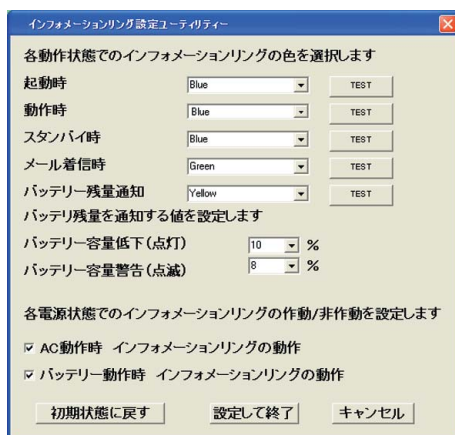 インフォメーションリング設定ユーティリティー
各動作状態でのインフォメーションリングの色を選択します
起動時 Blue TEST
動作時 Blue TEST
スタンバイ時 Blue TEST
メール着信時 Green TEST
バッテリー残量通知 Yellow TEST
バッテリ残量を通知する値を設定します
バッテリー容量低下(点灯) 10 %
バッテリー容量警告(点滅) 8 %
各電源状態でのインフォメーションリングの作動/非作動を設定します
AC動作時 インフォメーションリングの動作
バッテリー動作時 インフォメーションリングの動作
初期状態に戻す 設定して終了 キャンセル